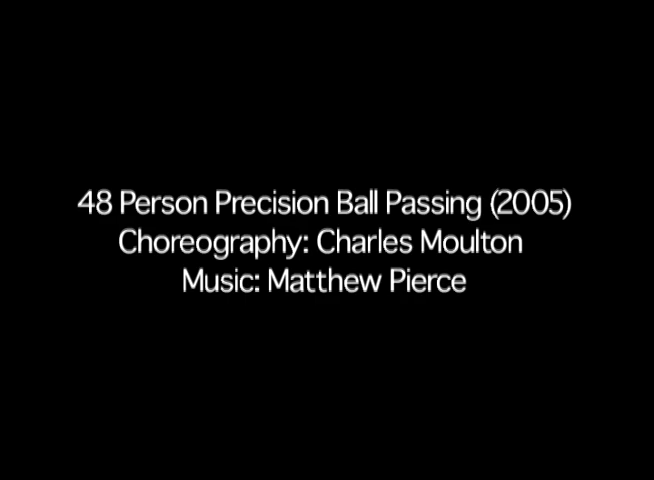 48 Person Precision Ball Passing (2005)
Choreography: Charles Moulton
Music: Matthew Pierce